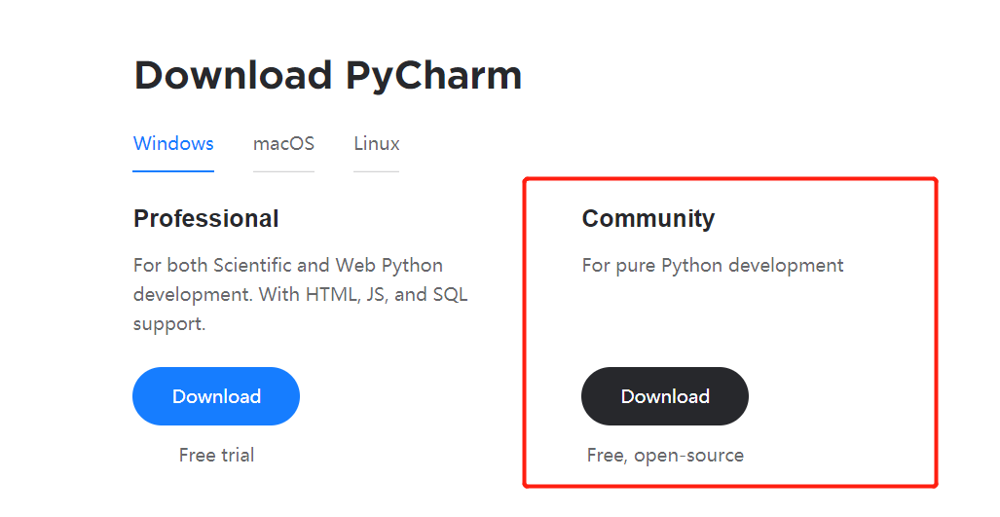 Download PyCharm
Windows
macOS
Linux
Professional
For both Scientific and Web Python
development. With HTML, JS, and SQL
support.
Download
Free trial
Community
For pure Python development
Download
Free, open-source